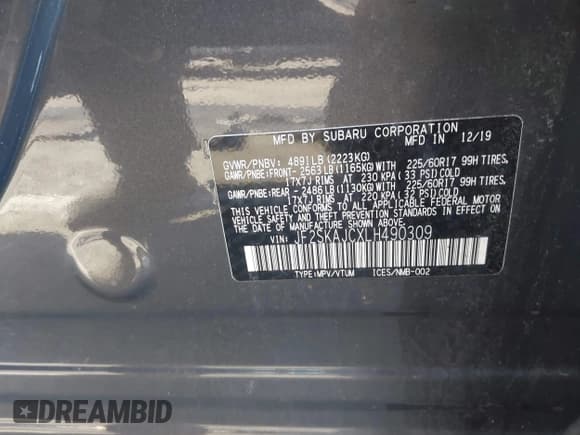 MFD BY SUBARU CORPORATION
MFD IN 12/19
GVWR/PNBV: 4891LB(2223KG)
GAWR/PNBE:FRONT- 2563LB(1165KG)WITH 225/60R17 99H TIRES.
17X7J RIMS AT 230 KPA(33 PSI)COLD
GAWR/PNBE:REAR -2486LB(1130KG)WITH 225/60R17 99H TIRES.
17X7J RIMS AT 220 KPA(32 PSI)COLD
THIS VEHICLE CONFORMS TO ALL APPLICABLE FEDERAL MOTOR
VEHICLE SAFETY AND THEFT PREVENTION STANDARDS IN EFFECT ON
THE DATE OF MANUFACTURE SHOWN ABOVE.
VIN: JF2SKAJCXLH490309
TYPE:MPV/VTUM ICES/NMB-002
DREAMBID